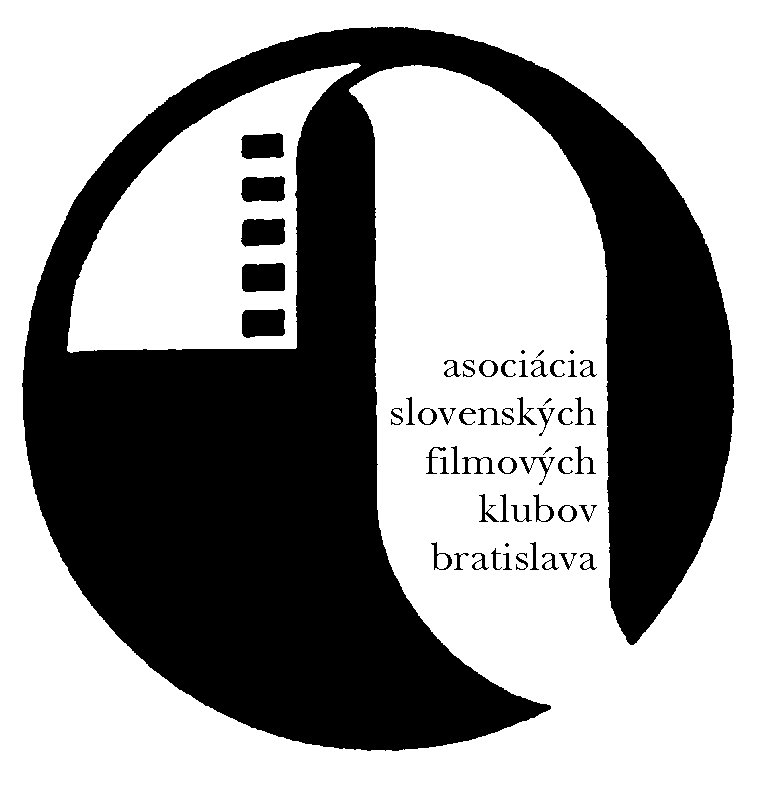 asociácia
slovenských
filmových
klubov
bratislava